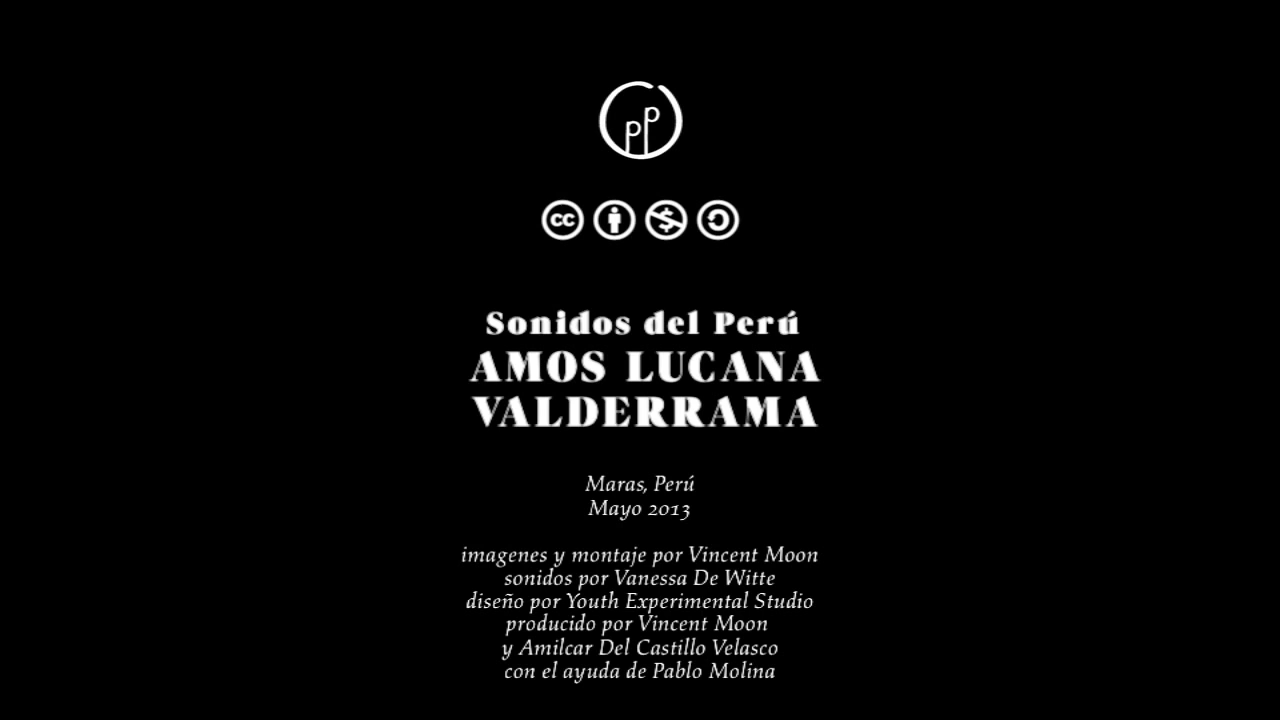 pp
cc
Sonidos del Perú
AMOS LUCANA
VALDERRAMA
Maras, Perú
Mayo 2013
imagenes y montaje por Vincent Moon
sonidos por Vanessa De Witte
diseño por Youth Experimental Studio
producido por Vincent Moon
y Amilcar Del Castillo Velasco
con el ayuda de Pablo Molina